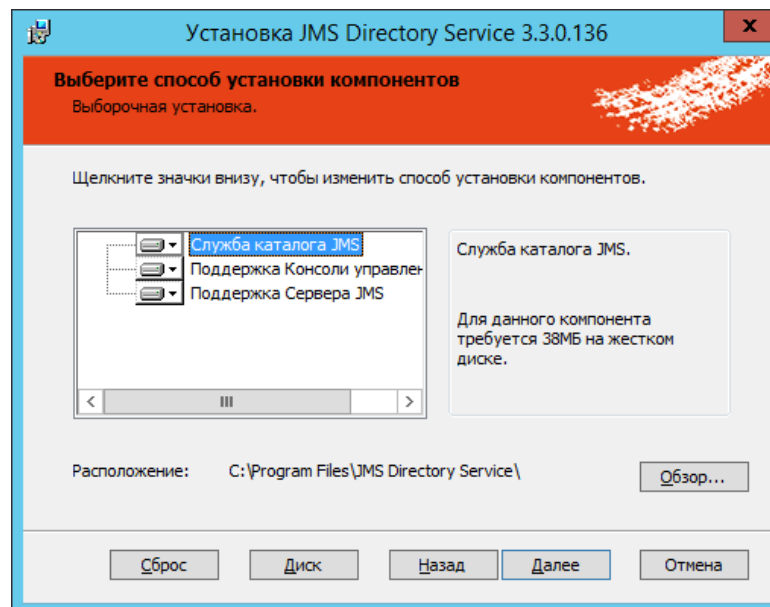 Установка JMS Directory Service 3.3.0.136
x
Выберите способ установки компонентов
Выборочная установка.
Щелкните значки внизу, чтобы изменить способ установки компонентов.
Служба каталога JMS
Поддержка Консоли управлен
Поддержка Сервера JMS
Служба каталога JMS.
Для данного компонента
требуется 38МБ на жестком
диске.
Расположение: C:\Program Files\JMS Directory Service\
Обзор...
Сброс Диск Назад Далее Отмена